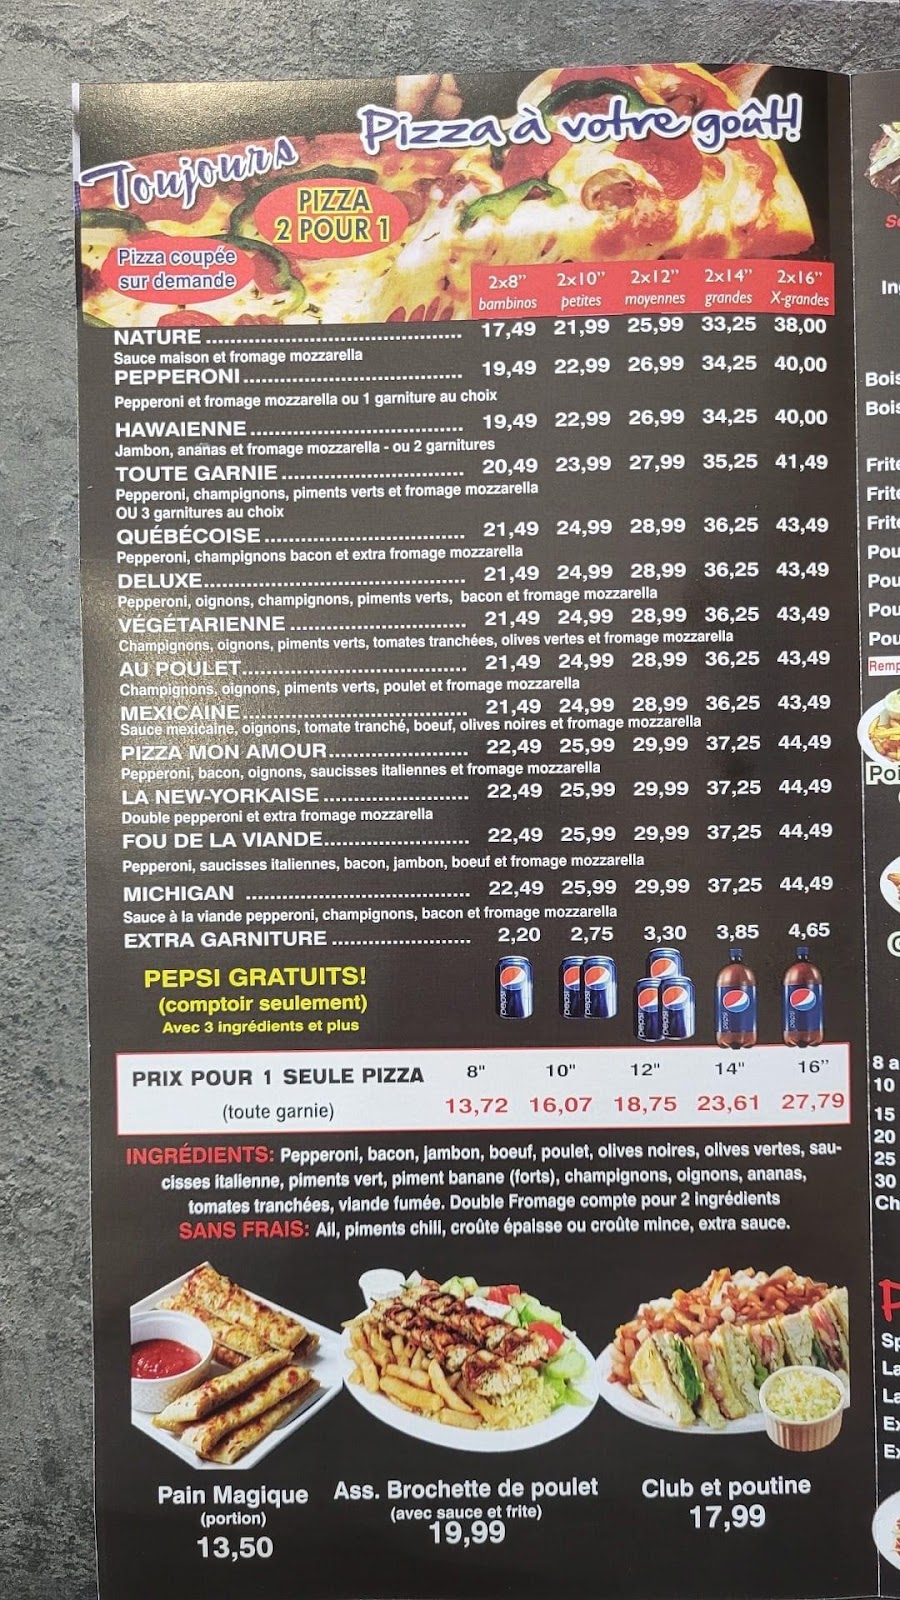 Toujours Pizza à votre goût!
PIZZA
2 POUR 1
Pizza coupée
sur demande
2x8" 2x10" 2x12" 2x14" 2x16"
bambinos petites moyennes grandes X-grandes
NATURE 17,49 21,99 25,99 33,25 38,00
Sauce maison et fromage mozzarella
PEPPERONI 19,49 22,99 26,99 34,25 40,00
Pepperoni et fromage mozzarella ou 1 garniture au choix
HAWAIENNE 19,49 22,99 26,99 34,25 40,00
Jambon, ananas et fromage mozzarella - ou 2 garnitures
TOUTE GARNIE 20,49 23,99 27,99 35,25 41,49
Pepperoni, champignons, piments verts et fromage mozzarella
OU 3 garnitures au choix
QUÉBÉCOISE 21,49 24,99 28,99 36,25 43,49
Pepperoni, champignons bacon et extra fromage mozzarella
DELUXE 21,49 24,99 28,99 36,25 43,49
Pepperoni, oignons, champignons, piments verts, bacon et fromage mozzarella
VÉGÉTARIENNE 21,49 24,99 28,99 36,25 43,49
Champignons, oignons, piments verts, tomates tranchées, olives vertes et fromage mozzarella
AU POULET 21,49 24,99 28,99 36,25 43,49
Champignons, oignons, piments verts, poulet et fromage mozzarella
MEXICAINE 21,49 24,99 28,99 36,25 43,49
Sauce mexicaine, oignons, tomate tranché, boeuf, olives noires et fromage mozzarella
PIZZA MON AMOUR 22,49 25,99 29,99 37,25 44,49
Pepperoni, bacon, oignons, saucisses italiennes et fromage mozzarella
LA NEW-YORKAISE 22,49 25,99 29,99 37,25 44,49
Double pepperoni et extra fromage mozzarella
FOU DE LA VIANDE 22,49 25,99 29,99 37,25 44,49
Pepperoni, saucisses italiennes, bacon, jambon, boeuf et fromage mozzarella
MICHIGAN 22,49 25,99 29,99 37,25 44,49
Sauce à la viande pepperoni, champignons, bacon et fromage mozzarella
EXTRA GARNITURE 2,20 2,75 3,30 3,85 4,65
PEPSI GRATUITS!
(comptoir seulement)
Avec 3 ingrédients et plus
PRIX POUR 1 SEULE PIZZA 8" 10" 12" 14" 16"
(toute garnie) 13,72 16,07 18,75 23,61 27,79
INGRÉDIENTS: Pepperoni, bacon, jambon, boeuf, poulet, olives noires, olives vertes, sau-
cisses italienne, piments vert, piment banane (forts), champignons, oignons, ananas,
tomates tranchées, viande fumée. Double Fromage compte pour 2 ingrédients
SANS FRAIS: Ail, piments chili, croûte épaisse ou croûte mince, extra sauce.
Pain Magique
(portion)
13,50
Ass. Brochette de poulet
(avec sauce et frite)
19,99
Club et poutine
17,99